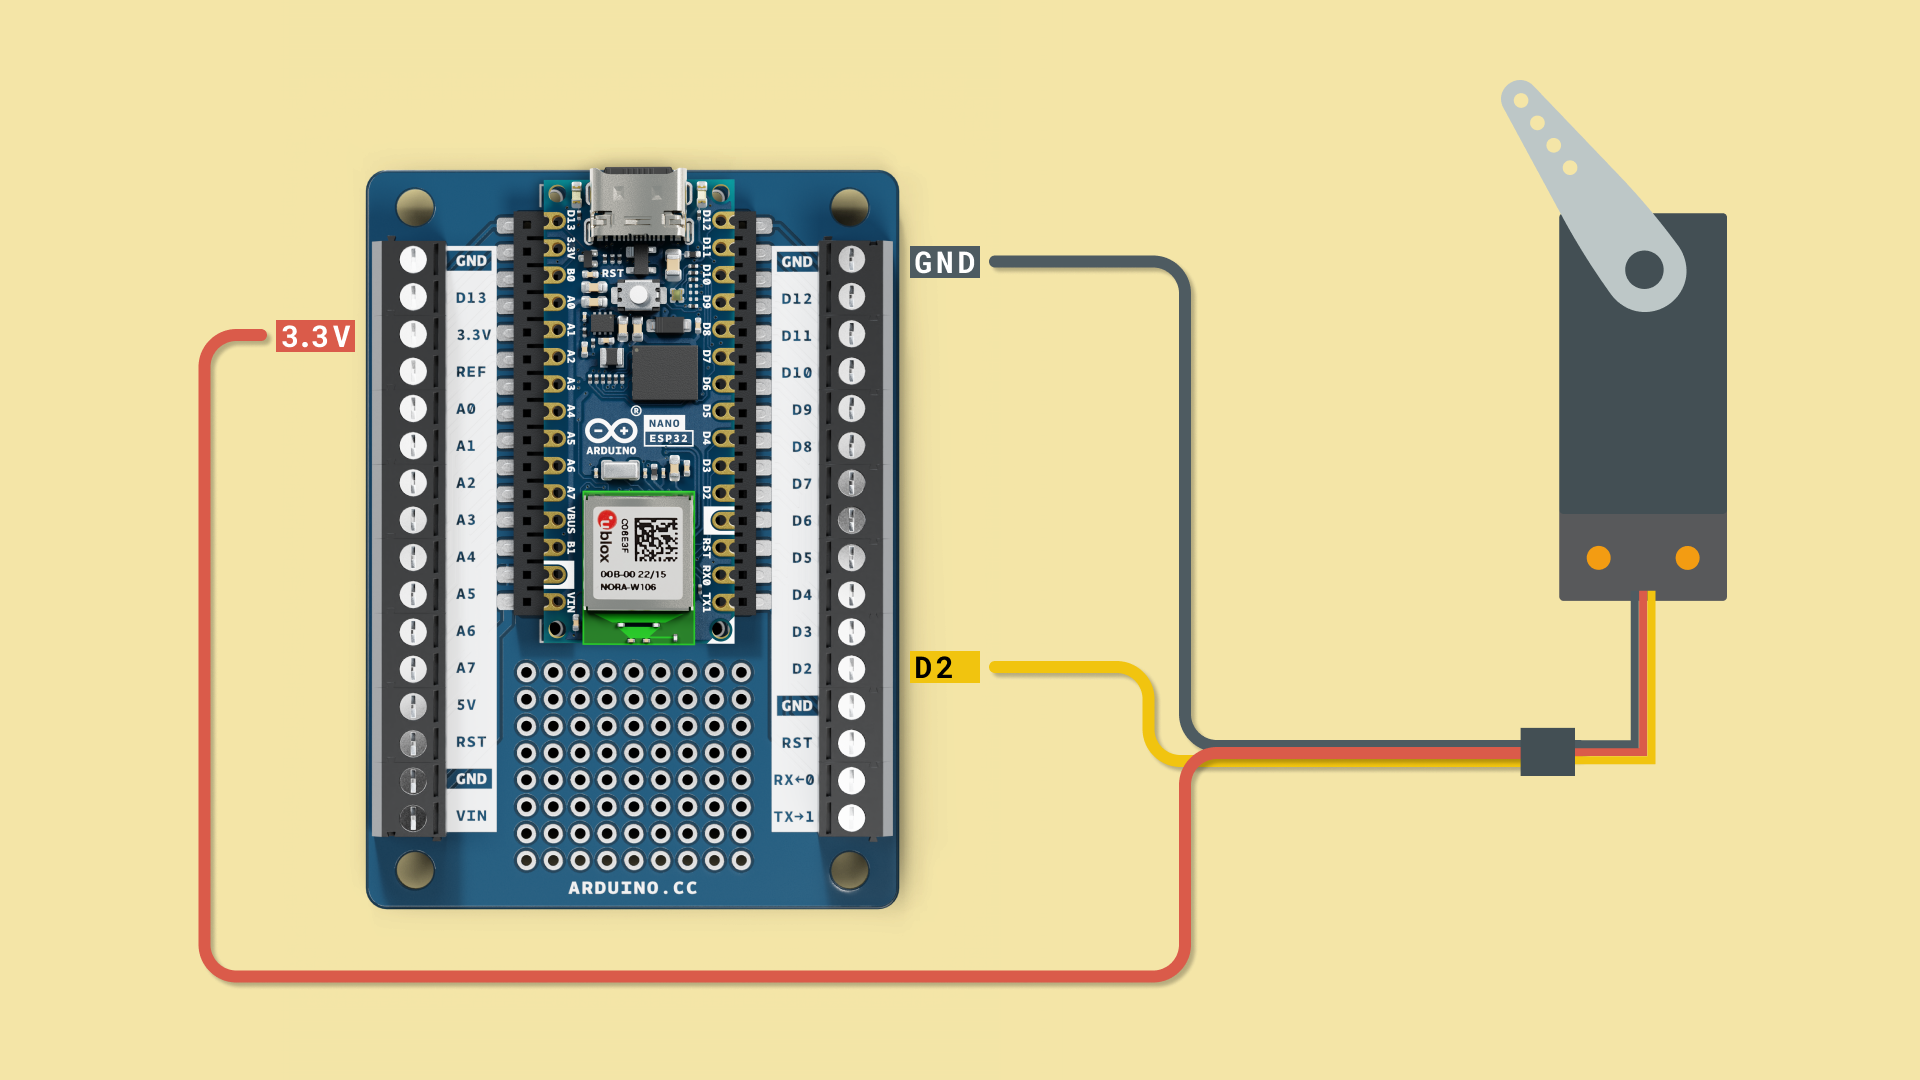 GND
D13
3.3V
REF
A0
A1
A2
A3
A4
A5
A6
A7
5V
RST
GND
VIN
3.3V
D13
3.3V
B0
A0
A1
A2
A3
A4
A5
A6
A7
VBUS
B1
VIN
RST
®
ARDUINO
NANO
ESP32
ublox
C08E3F
00B-00 22/15
NORA-W106
D12
D11
D10
D9
D8
D7
D6
D5
D4
D3
D2
RST
RX0
TX1
GND
D12
D11
D10
D9
D8
D7
D6
D5
D4
D3
D2
GND
RST
RX←0
TX→1
ARDUINO.CC
GND
D2